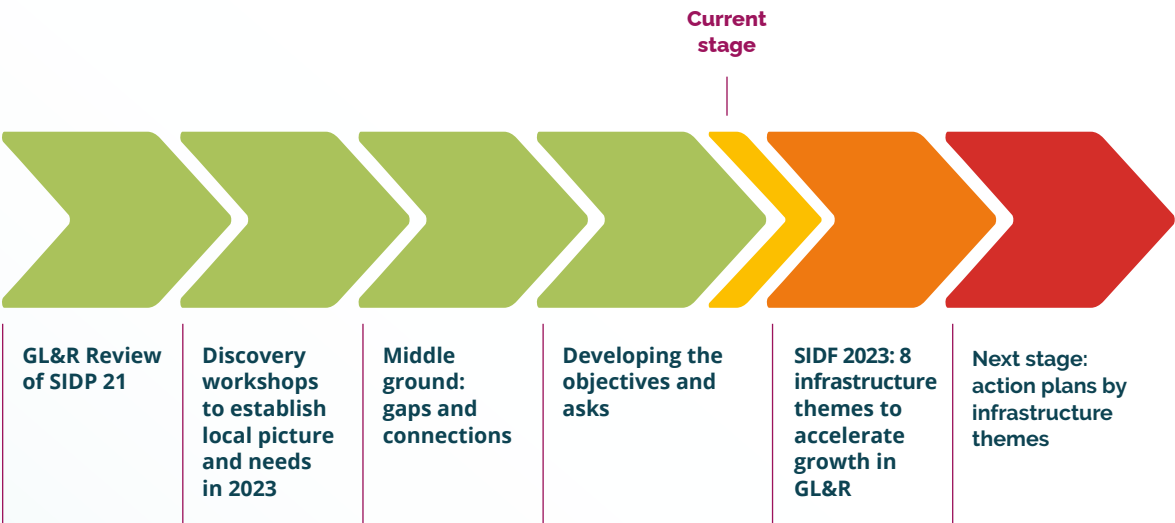 Current
stage
GL&R Review
of SIDP 21
Discovery
workshops
to establish
local picture
and needs
in 2023
Middle
ground:
gaps and
connections
Developing the
objectives and
asks
SIDF 2023: 8
infrastructure
themes to
accelerate
growth in
GL&R
Next stage:
action plans by
infrastructure
themes